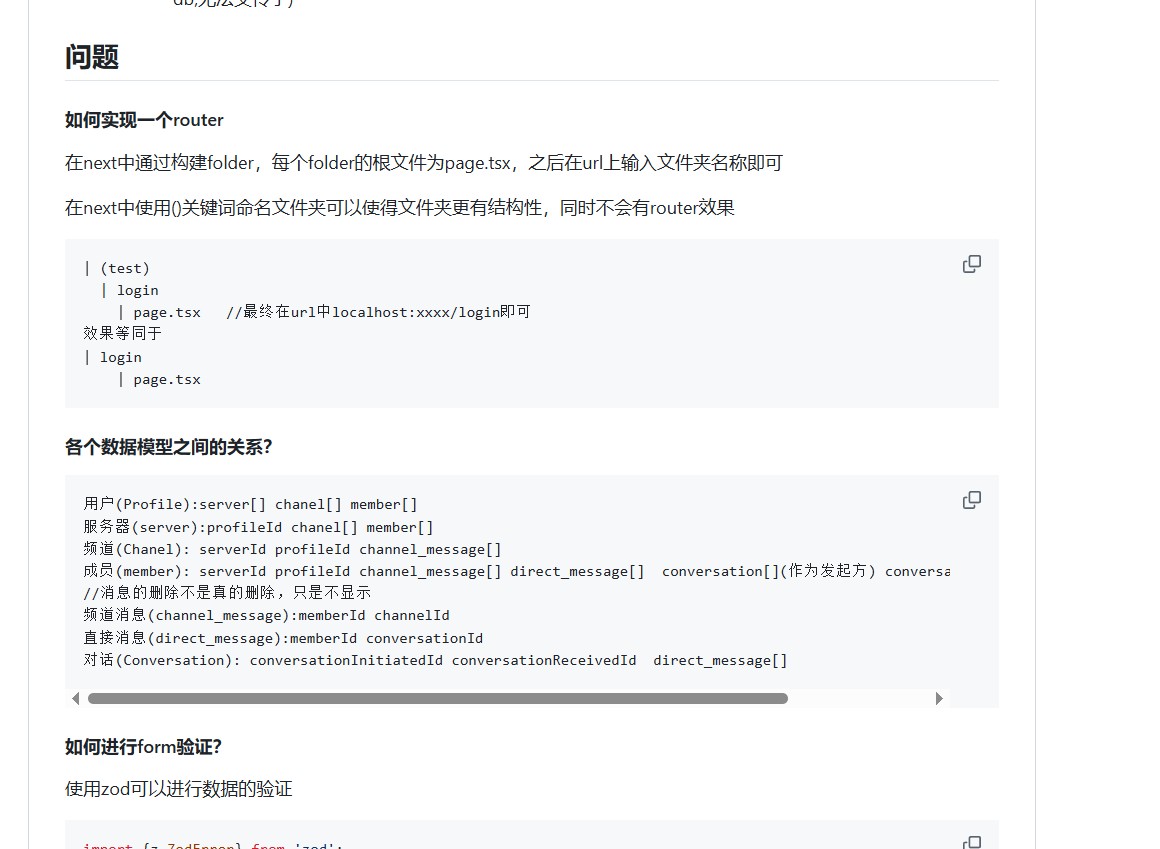 问题
如何实现一个router
在next中通过构建folder，每个folder的根文件为page.tsx，之后在url上输入文件夹名称即可
在next中使用()关键词命名文件夹可以使得文件夹更有结构性，同时不会有router效果
| (test)
  | login
    | page.tsx   //最终在url中localhost:xxxx/login即可
效果等同于
| login
    | page.tsx
各个数据模型之间的关系?
用户(Profile):server[] chanel[] member[]
服务器(server):profileId chanel[] member[]
频道(Chanel): serverId profileId channel_message[]
成员(member): serverId profileId channel_message[] direct_message[]  conversation[](作为发起方) conversa
//消息的删除不是真的删除，只是不显示
频道消息(channel_message):memberId channelId
直接消息(direct_message):memberId conversationId
对话(Conversation): conversationInitiatedId conversationReceivedId  direct_message[]
如何进行form验证?
使用zod可以进行数据的验证
import {z,ZodError} from 'zod';